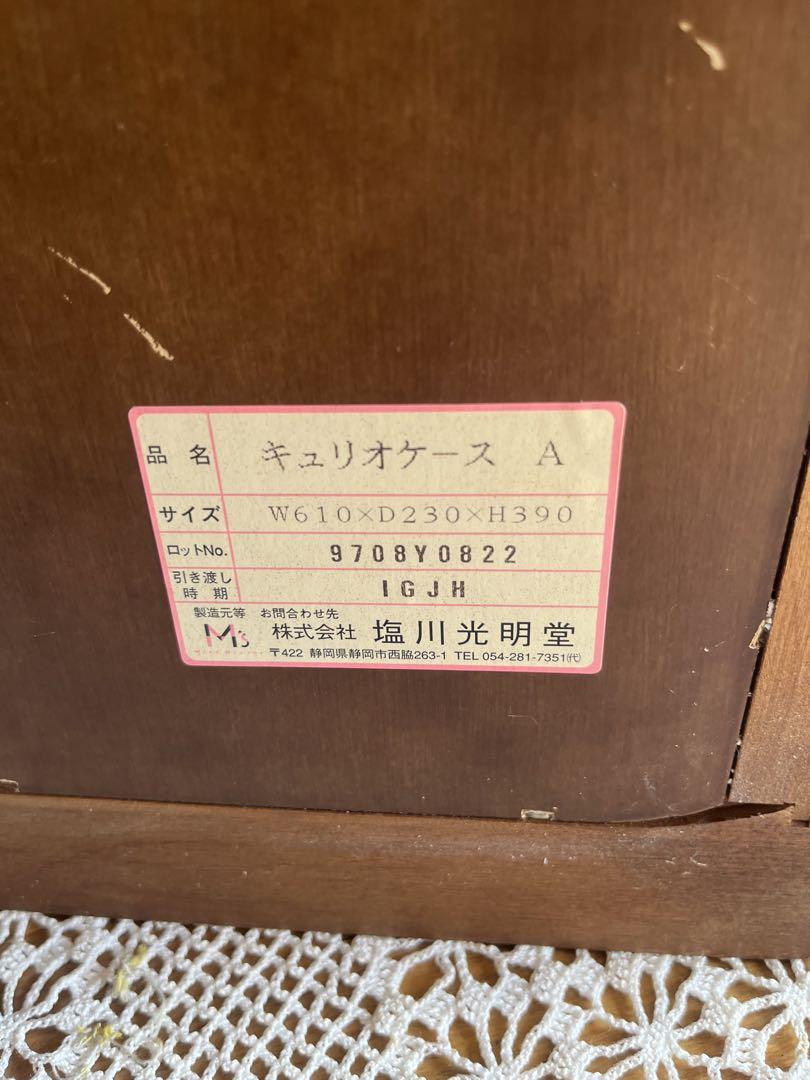 品名 キュリオケース A
サイズ W610×D230×H390
ロットNo. 9708Y0822
引き渡し時期 IGJH
製造元等 お問合わせ先
M's 株式会社 塩川光明堂
〒422 静岡県静岡市西脇263-1 TEL 054-281-7351㈹